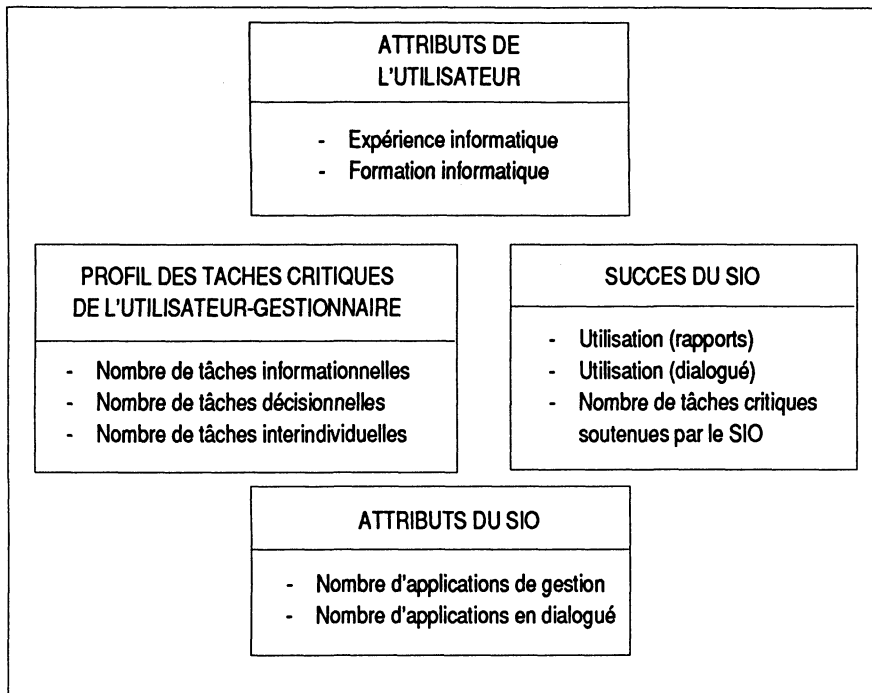 ATTRIBUTS DE
L'UTILISATEUR
- Expérience informatique
- Formation informatique
PROFIL DES TACHES CRITIQUES
DE L'UTILISATEUR-GESTIONNAIRE
- Nombre de tâches informationnelles
- Nombre de tâches décisionnelles
- Nombre de tâches interindividuelles
SUCCES DU SIO
- Utilisation (rapports)
- Utilisation (dialogué)
- Nombre de tâches critiques
soutenues par le SIO
ATTRIBUTS DU SIO
- Nombre d'applications de gestion
- Nombre d'applications en dialogué